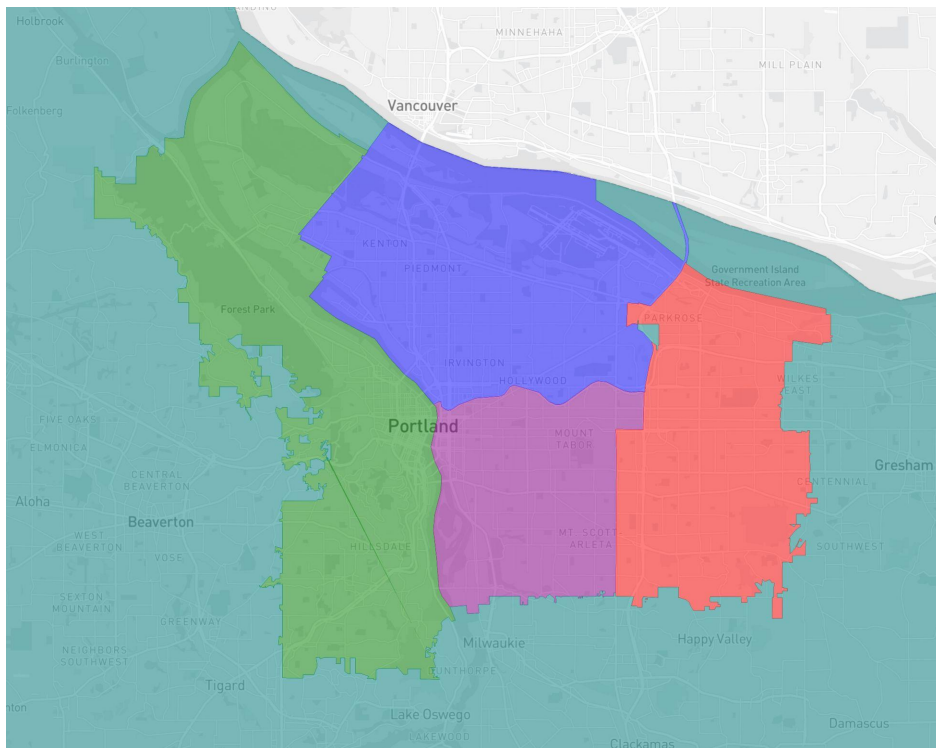 Holbrook
MINNEHAHA
Burlington
MILL PLAIN
Vancouver
Folkenberg
KENTON
PIEDMONT
Government Island
State Recreation Area
Forest Park
PARKROSE
IRVINGTON
HOLLYWOOD
WILKES
EAST
FIVE OAKS
Portland
MOUNT
TABOR
ELMONICA
CENTRAL
BEAVERTON
Gresham
CENTENNIAL
Aloha
Beaverton
WEST
BEAVERTON
MT. SCOTT-
ARLETA
VOSE
HILLSDALE
SOUTHWEST
SEXTON
MOUNTAIN
GREENWAY
Milwaukie
Happy Valley
NEIGHBORS
SOUTHWEST
DUNTHORPE
Tigard
Lake Oswego
Damascus
LAKEWOOD
Clackamas